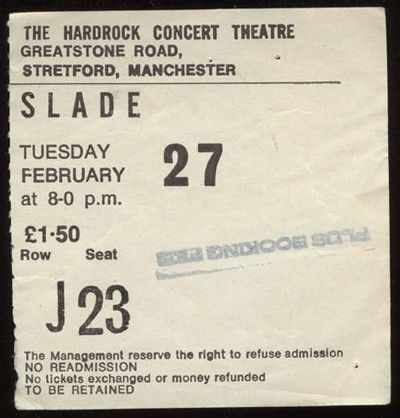 THE HARDROCK CONCERT THEATRE
GREATSTONE ROAD,
STRETFORD, MANCHESTER
SLADE
TUESDAY
FEBRUARY 27
at 8-0 p.m.
£1·50
Row Seat
PLUS BOOKING FEE
J 23
The Management reserve the right to refuse admission
NO READMISSION
No tickets exchanged or money refunded
TO BE RETAINED